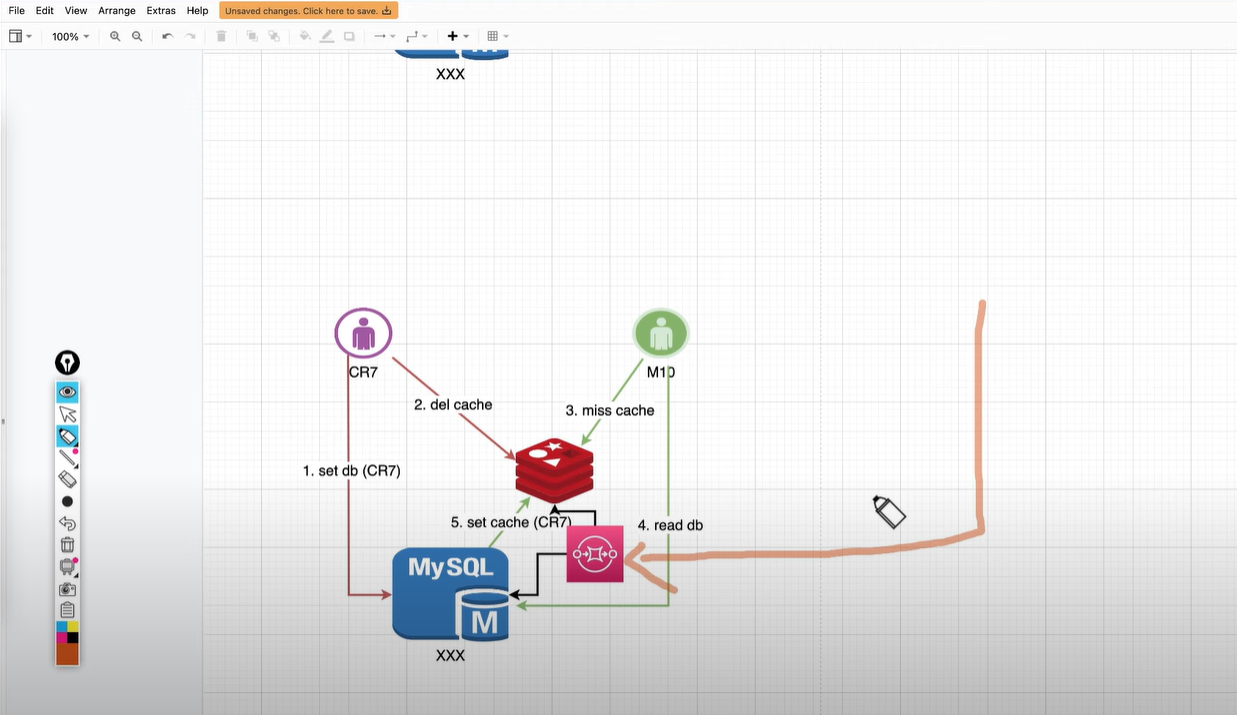 File Edit View Arrange Extras Help Unsaved changes. Click here to save.
100%
XXX
CR7
M10
2. del cache
3. miss cache
1. set db (CR7)
5. set cache (CR7)
4. read db
MySQL
M
XXX